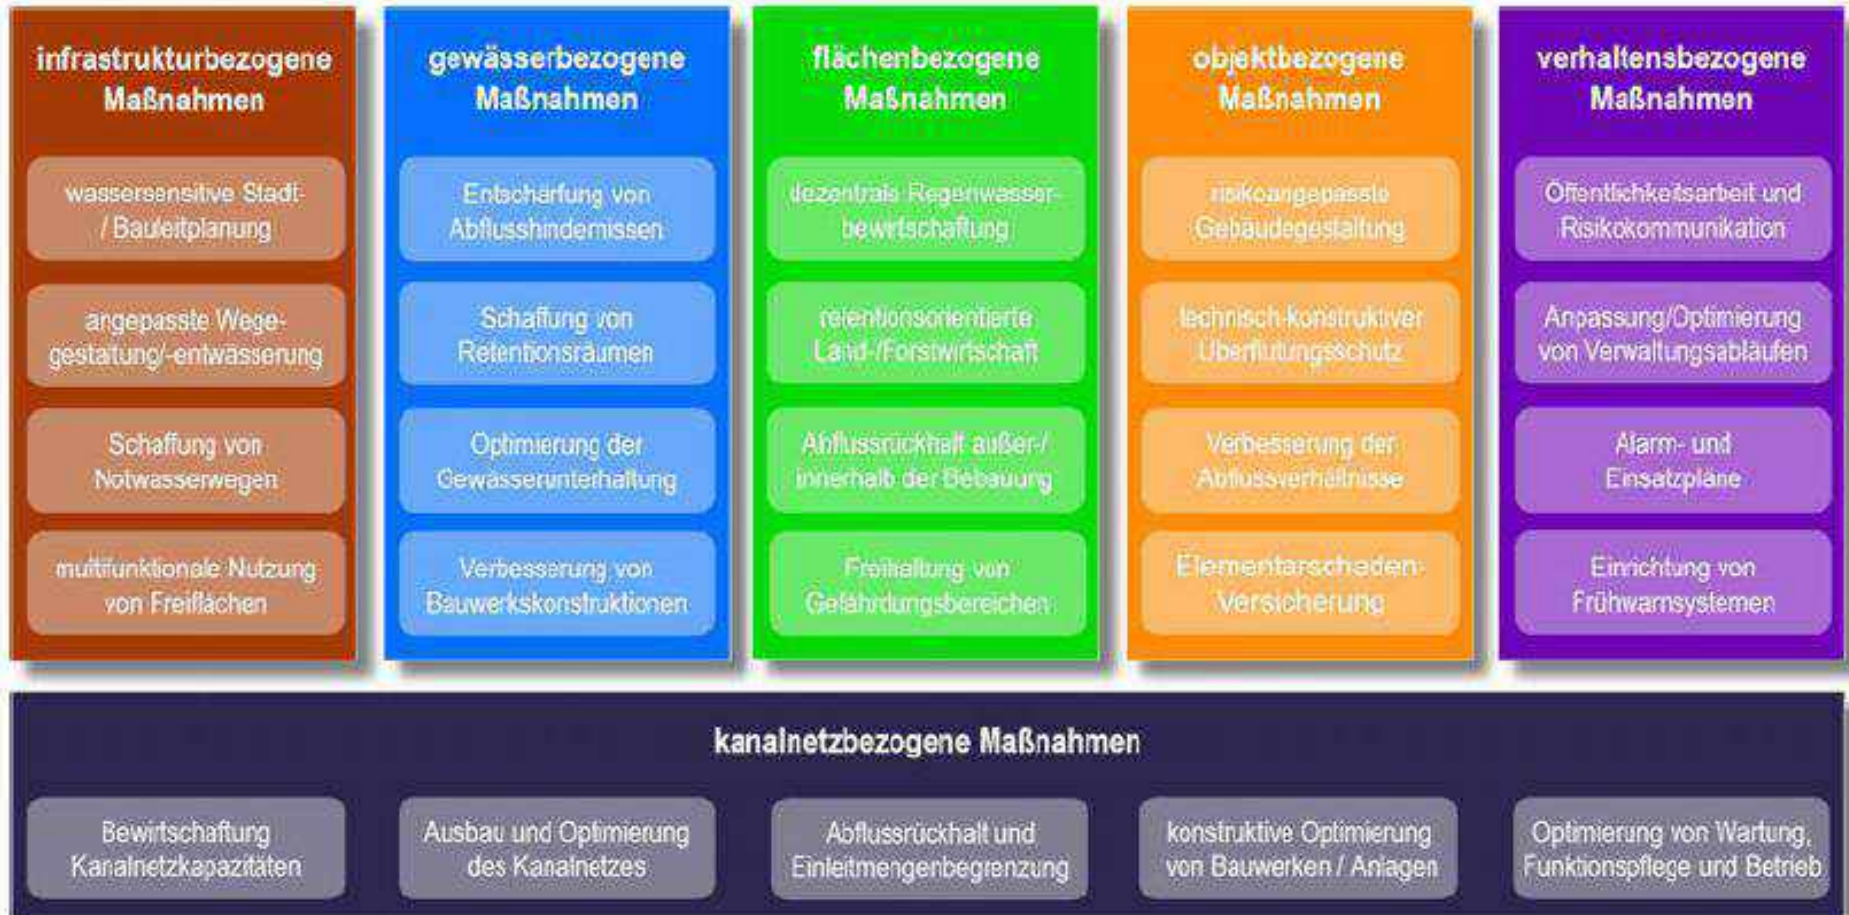 infrastrukturbezogene
Maßnahmen
wassersensitive Stadt-
/ Bauleitplanung
angepasste Wege-
gestaltung/-entwässerung
Schaffung von
Notwasserwegen
multifunktionale Nutzung
von Freiflächen
gewässerbezogene
Maßnahmen
Entschärfung von
Abflusshindernissen
Schaffung von
Retentionsräumen
Optimierung der
Gewässerunterhaltung
Verbesserung von
Bauwerkskonstruktionen
flächenbezogene
Maßnahmen
dezentrale Regenwasser-
bewirtschaftung
retentionsorientierte
Land-/Forstwirtschaft
Abflussrückhalt außer-/
innerhalb der Bebauung
Freihaltung von
Gefährdungsbereichen
objektbezogene
Maßnahmen
risikoangepasste
Gebäudegestaltung
technisch-konstruktiver
Überflutungsschutz
Verbesserung der
Abflussverhältnisse
Elementarschaden-
Versicherung
verhaltensbezogene
Maßnahmen
Öffentlichkeitsarbeit und
Risikokommunikation
Anpassung/Optimierung
von Verwaltungsabläufen
Alarm- und
Einsatzpläne
Einrichtung von
Frühwarnsystemen
kanalnetzbezogene Maßnahmen
Bewirtschaftung
Kanalnetzkapazitäten
Ausbau und Optimierung
des Kanalnetzes
Abflussrückhalt und
Einleitmengenbegrenzung
konstruktive Optimierung
von Bauwerken / Anlagen
Optimierung von Wartung,
Funktionspflege und Betrieb